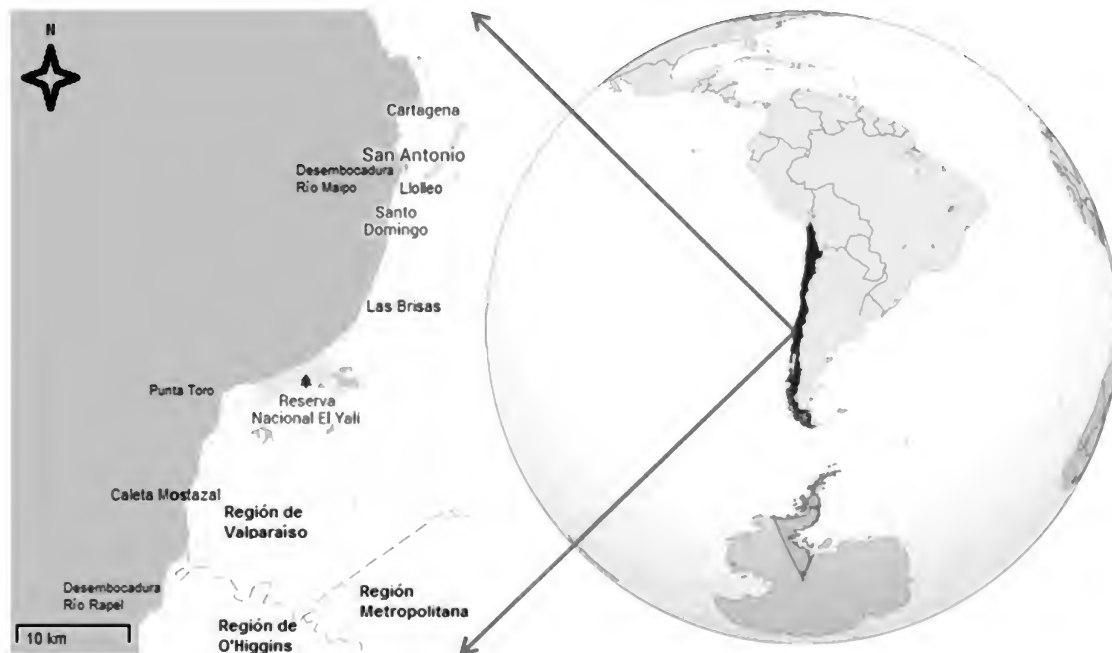 N
Cartagena
San Antonio
Desembocadura
Río Maipo
Llolleo
Santo
Domingo
Las Brisas
Punta Toro
Reserva
Nacional El Yali
Caleta Mostazal
Región de
Valparaíso
Desembocadura
Río Rapel
Región
Metropolitana
Región de
O'Higgins
10 km